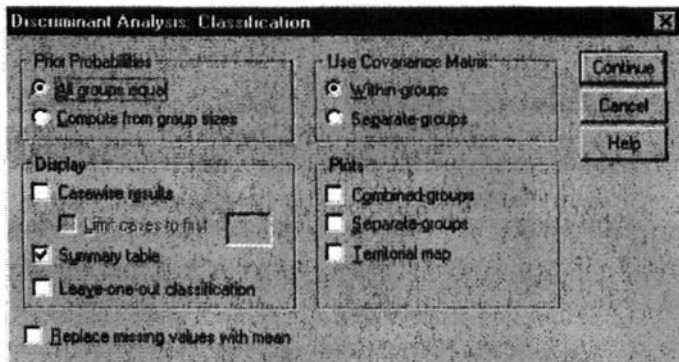 Discriminant Analysis: Classification
Prior Probabilities
All groups equal
Compute from group sizes
Use Covariance Matrix
Within-groups
Separate-groups
Continue
Cancel
Help
Display
Casewise results
Limit cases to first
Summary table
Leave-one-out classification
Plots
Combined-groups
Separate-groups
Territorial map
Replace missing values with mean